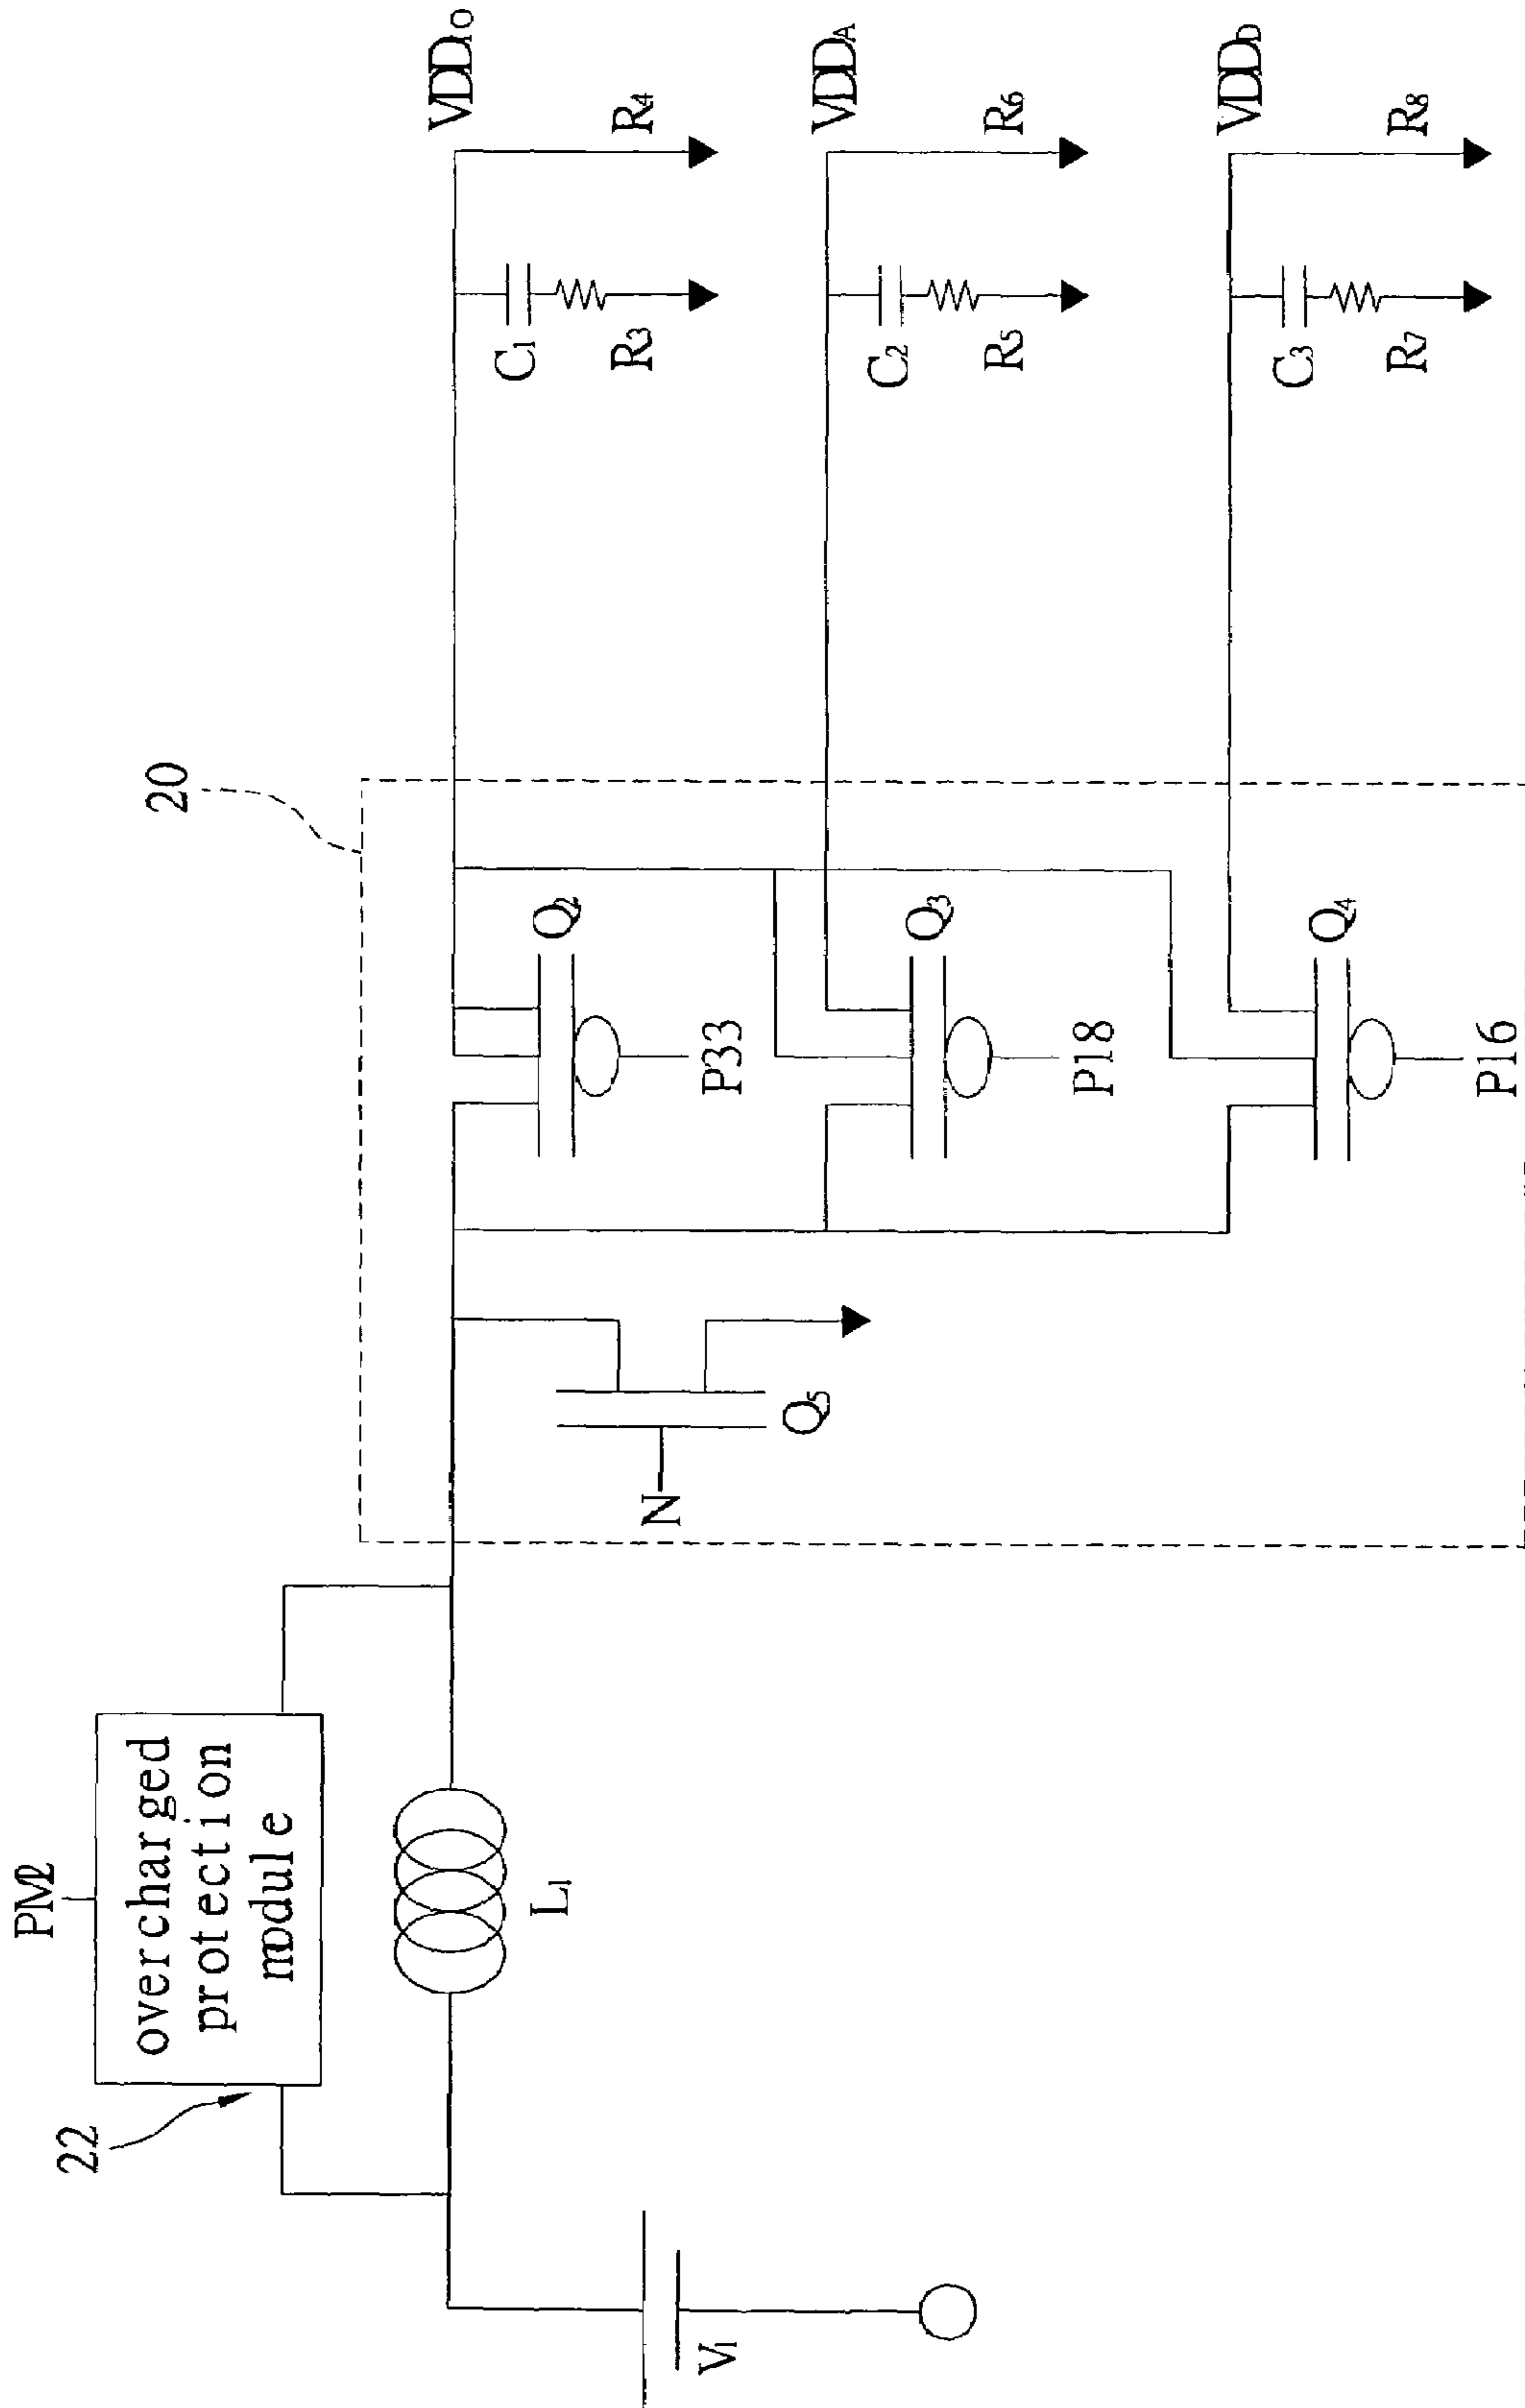 PM2
overcharged
protection
module
22
20
L1
V1
N
Q5
Q2
P33
Q3
P18
Q4
P16
VDDIO
C1
R3
R4
VDDA
C2
R5
R6
VDDD
C3
R7
R8